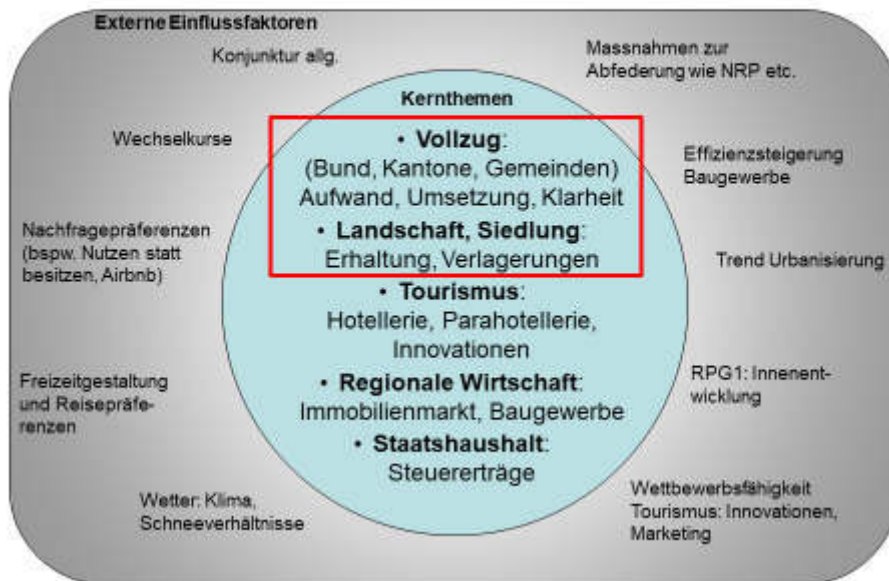 Externe Einflussfaktoren
Konjunktur allg.
Massnahmen zur
Abfederung wie NRP etc.
Wechselkurse
Effizienzsteigerung
Baugewerbe
Nachfragepräferenzen
(bspw. Nutzen statt
besitzen, Airbnb)
Trend Urbanisierung
Freizeitgestaltung
und Reisepräfe-
renzen
RPG1: Innenent-
wicklung
Wetter: Klima,
Schneeverhältnisse
Wettbewerbsfähigkeit
Tourismus: Innovationen,
Marketing
Kernthemen
• Vollzug:
(Bund, Kantone, Gemeinden)
Aufwand, Umsetzung, Klarheit
• Landschaft, Siedlung:
Erhaltung, Verlagerungen
• Tourismus:
Hotellerie, Parahotellerie,
Innovationen
• Regionale Wirtschaft:
Immobilienmarkt, Baugewerbe
• Staatshaushalt:
Steuererträge